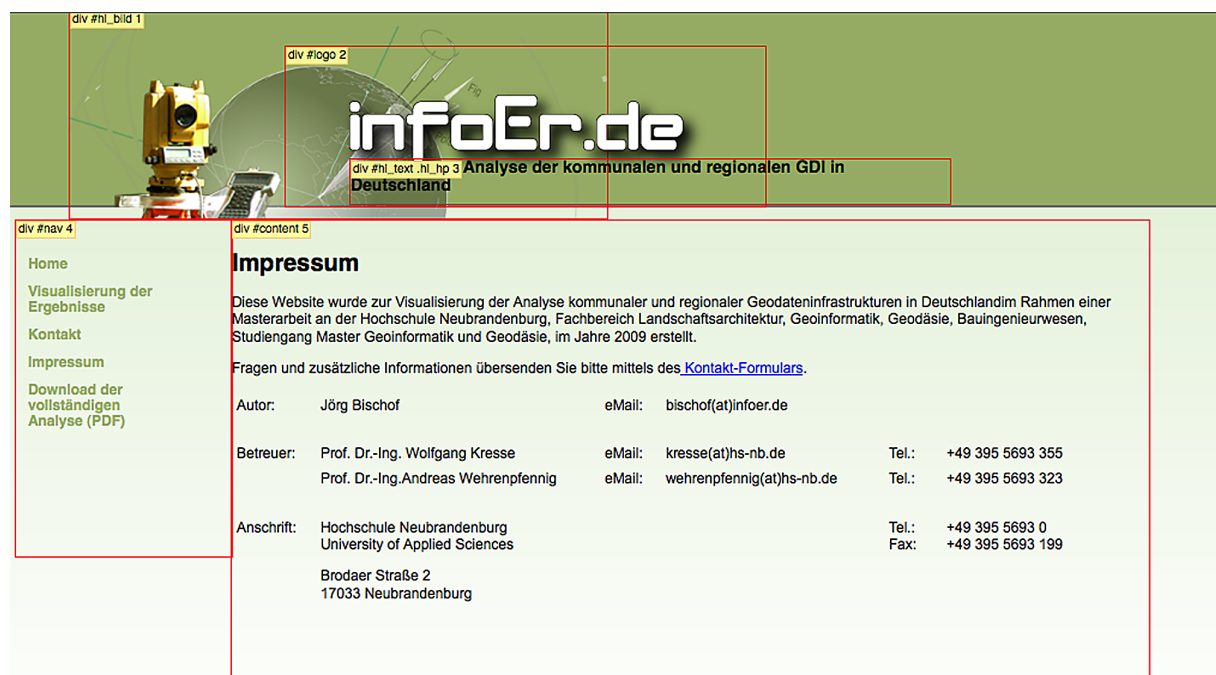 div #hl_bild 1
div #logo 2
Fig
infoEr.de
div #hl_text .hl_hp 3 Analyse der kommunalen und regionalen GDI in
Deutschland
div #nav 4
Home
Visualisierung der
Ergebnisse
Kontakt
Impressum
Download der
vollständigen
Analyse (PDF)
div #content 5
Impressum
Diese Website wurde zur Visualisierung der Analyse kommunaler und regionaler Geodateninfrastrukturen in Deutschlandim Rahmen einer
Masterarbeit an der Hochschule Neubrandenburg, Fachbereich Landschaftsarchitektur, Geoinformatik, Geodäsie, Bauingenieurwesen,
Studiengang Master Geoinformatik und Geodäsie, im Jahre 2009 erstellt.
Fragen und zusätzliche Informationen übersenden Sie bitte mittels des Kontakt-Formulars.
Autor: Jörg Bischof eMail: bischof(at)infoer.de
Betreuer: Prof. Dr.-Ing. Wolfgang Kresse eMail: kresse(at)hs-nb.de Tel.: +49 395 5693 355
Prof. Dr.-Ing.Andreas Wehrenpfennig eMail: wehrenpfennig(at)hs-nb.de Tel.: +49 395 5693 323
Anschrift: Hochschule Neubrandenburg Tel.: +49 395 5693 0
University of Applied Sciences Fax: +49 395 5693 199
Brodaer Straße 2
17033 Neubrandenburg